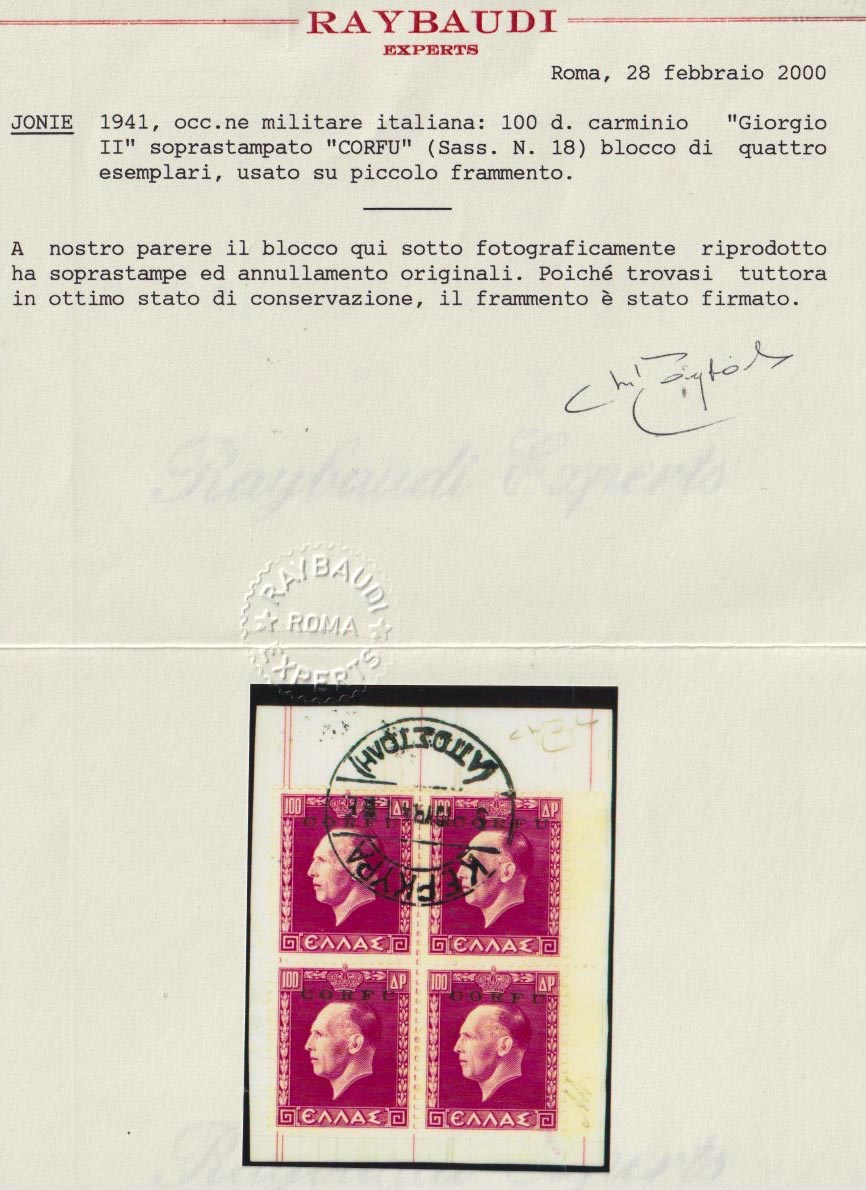 RAYBAUDI
EXPERTS
Roma, 28 febbraio 2000
JONIE 1941, occ.ne militare italiana: 100 d. carminio "Giorgio
II" soprastampato "CORFU" (Sass. N. 18) blocco di quattro
esemplari, usato su piccolo frammento.
A nostro parere il blocco qui sotto fotograficamente riprodotto
ha soprastampe ed annullamento originali. Poiché trovasi tuttora
in ottimo stato di conservazione, il frammento è stato firmato.
Raybaudi Experts
RAYBAUDI
ROMA
EXPERTS
ΚΕΡΚΥΡΑ
100 ΔΡ 100 ΔΡ
CORFU CORFU
ΕΛΛΑΣ ΕΛΛΑΣ
100 ΔΡ 100 ΔΡ
CORFU CORFU
ΕΛΛΑΣ ΕΛΛΑΣ
Raybaudi Experts